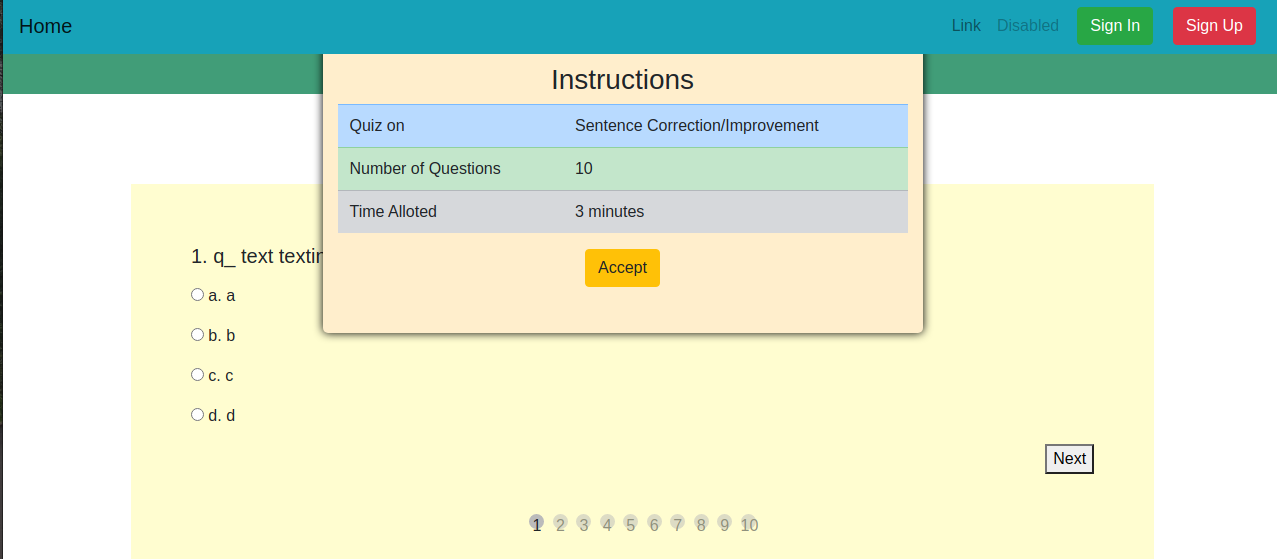 Home Link Disabled Sign In Sign Up
Instructions
Quiz on Sentence Correction/Improvement
Number of Questions 10
Time Alloted 3 minutes
Accept
1. q_ text
a. a
b. b
c. c
d. d
Next
1 2 3 4 5 6 7 8 9 10